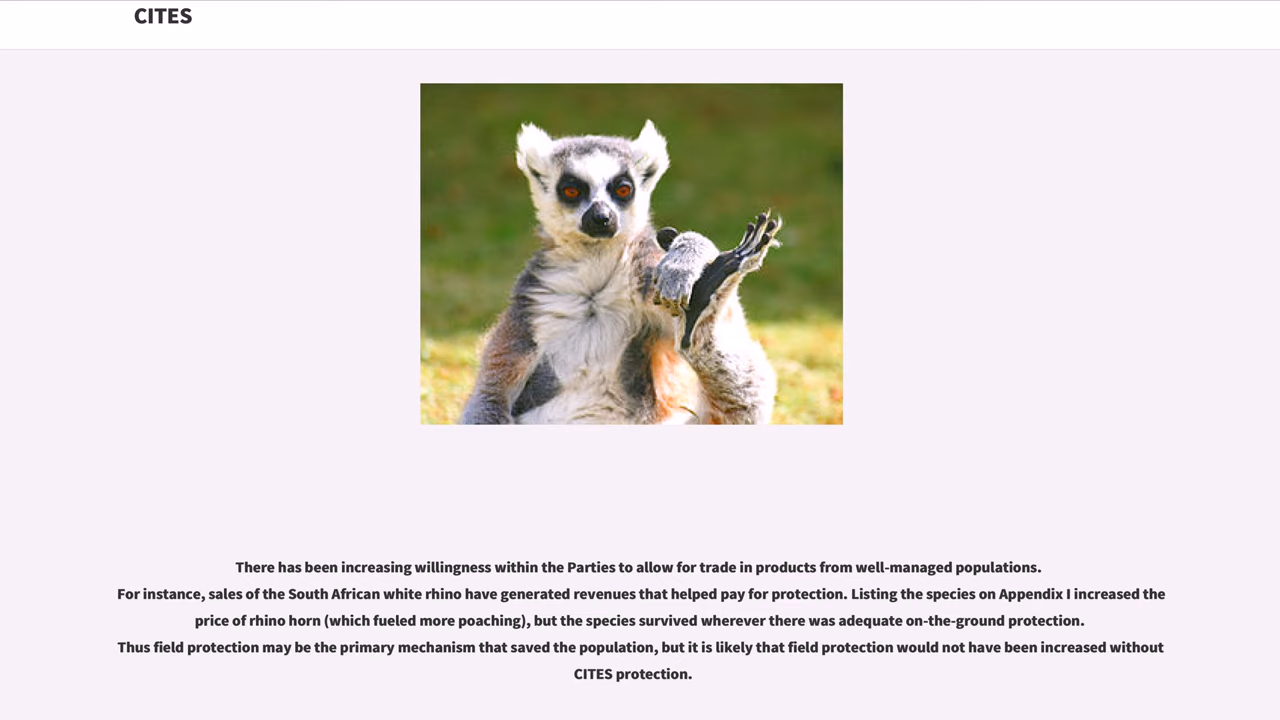 CITES
There has been increasing willingness within the Parties to allow for trade in products from well-managed populations.
For instance, sales of the South African white rhino have generated revenues that helped pay for protection. Listing the species on Appendix I increased the
price of rhino horn (which fueled more poaching), but the species survived wherever there was adequate on-the-ground protection.
Thus field protection may be the primary mechanism that saved the population, but it is likely that field protection would not have been increased without
CITES protection.